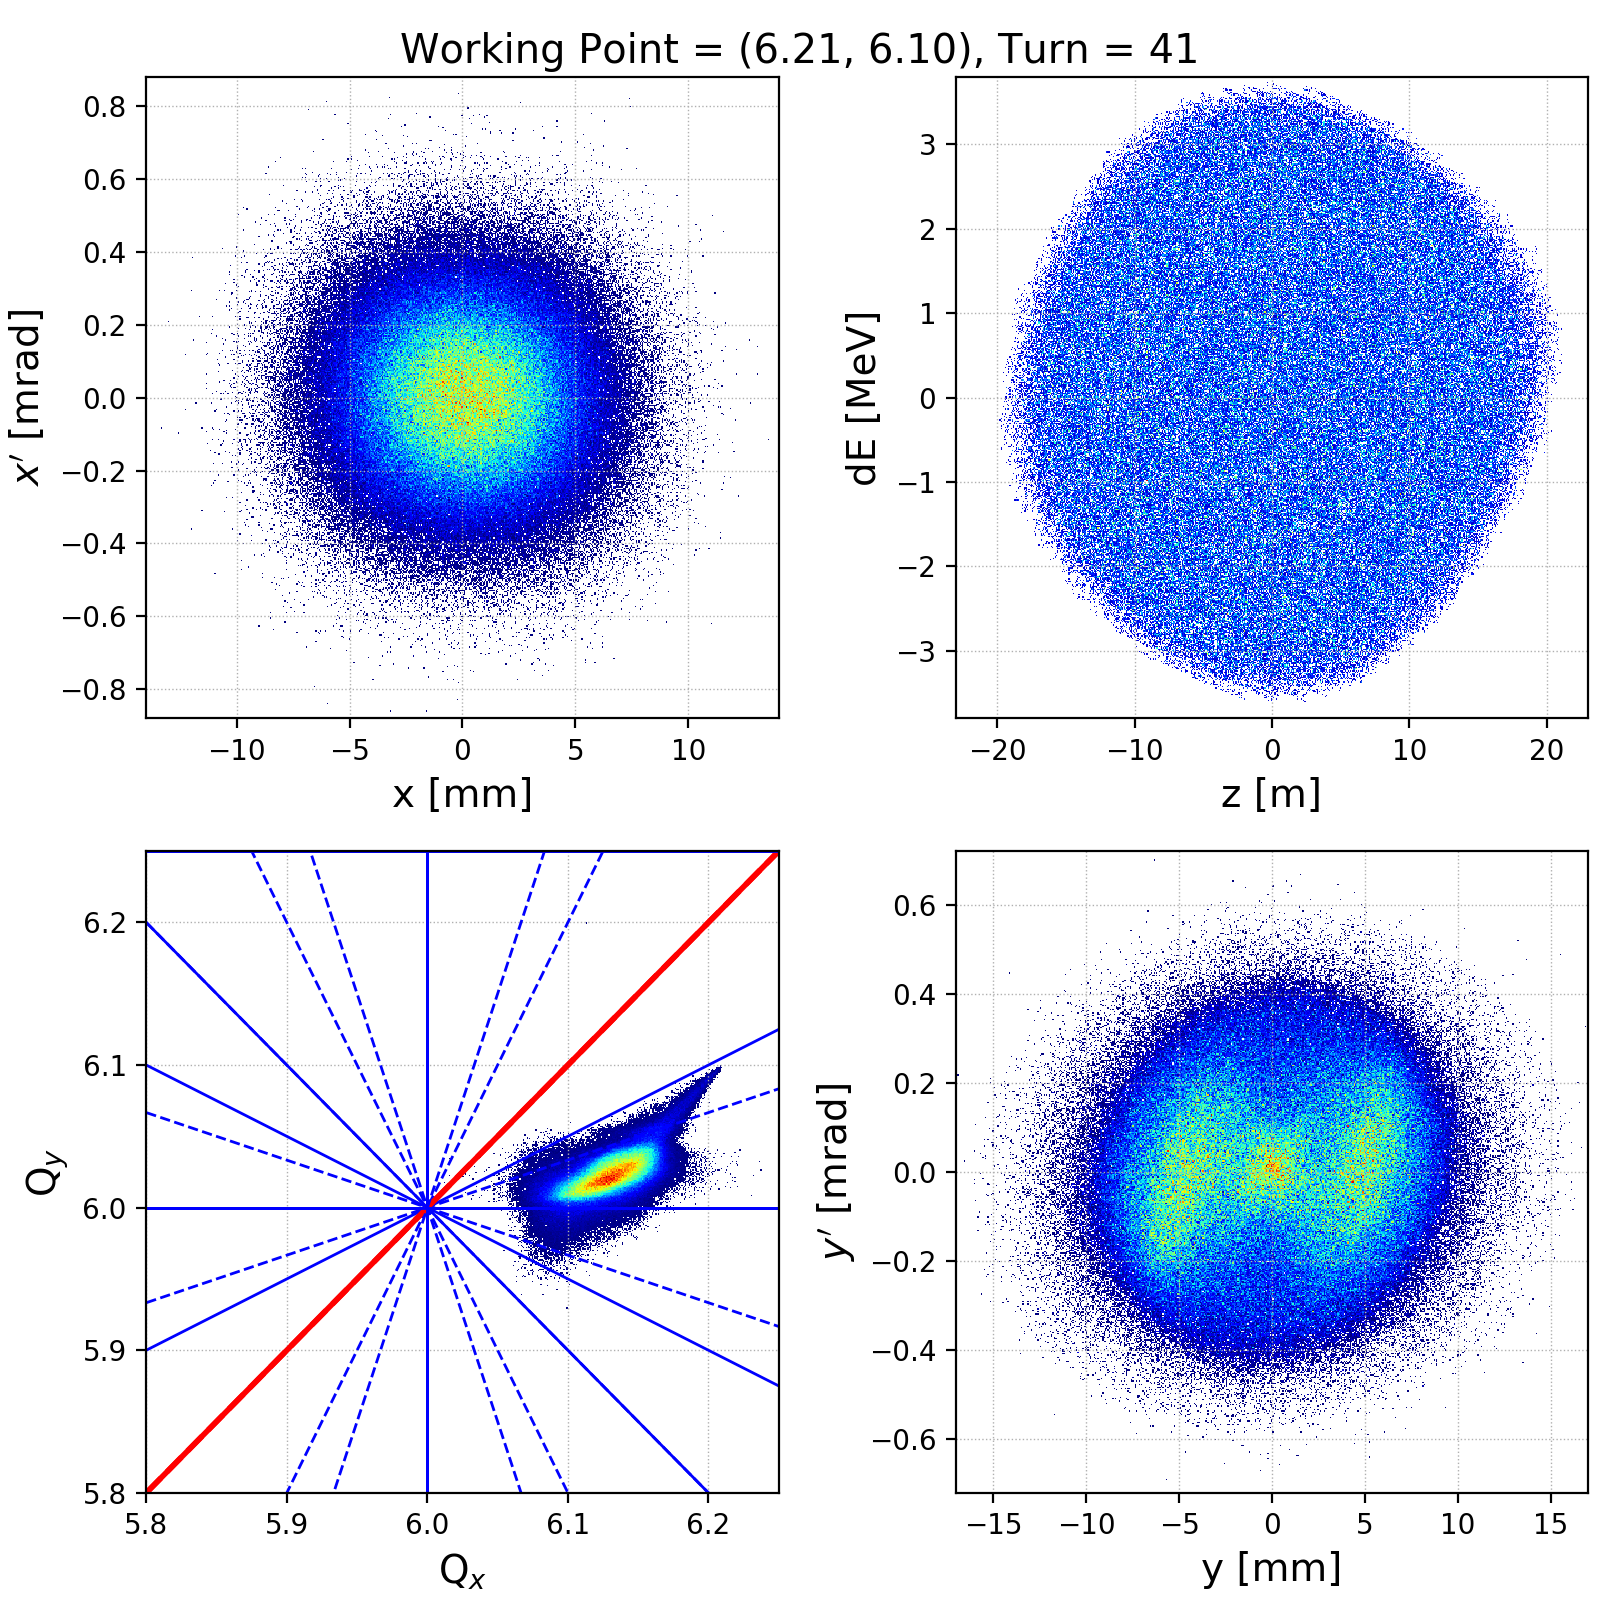 Working Point = (6.21, 6.10), Turn = 41
0.8
0.6
0.4
0.2
0.0
−0.2
−0.4
−0.6
−0.8
x′ [mrad]
−10 −5 0 5 10
x [mm]
3
2
1
0
−1
−2
−3
dE [MeV]
−20 −10 0 10 20
z [m]
6.2
6.1
6.0
5.9
5.8
Qy
5.8 5.9 6.0 6.1 6.2
Qx
0.6
0.4
0.2
0.0
−0.2
−0.4
−0.6
y′ [mrad]
−15 −10 −5 0 5 10 15
y [mm]